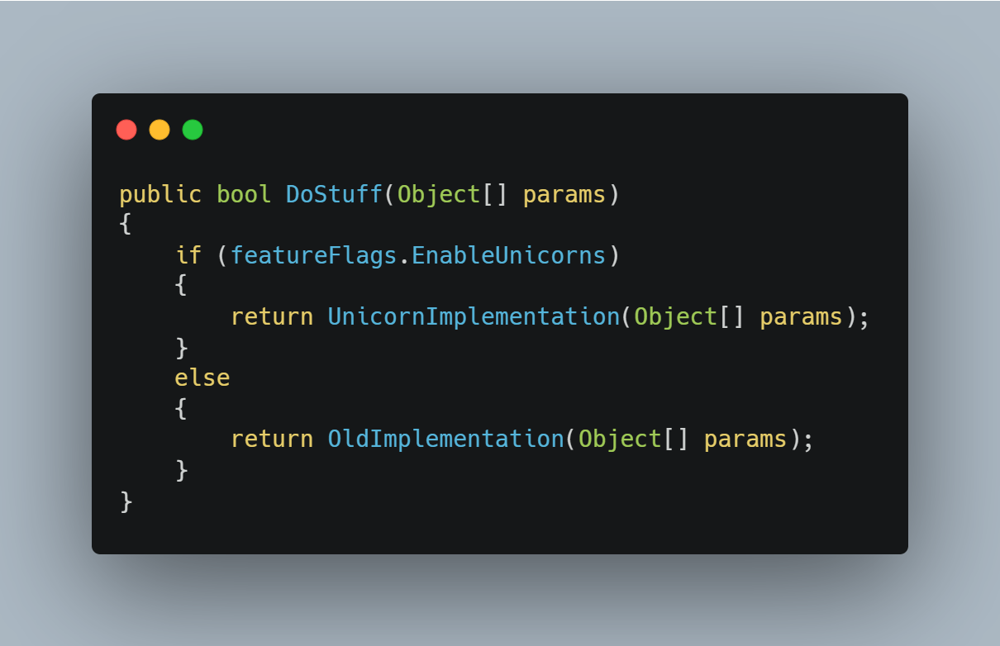 public bool DoStuff(Object[] params)
{
    if (featureFlags.EnableUnicorns)
    {
        return UnicornImplementation(Object[] params);
    }
    else
    {
        return OldImplementation(Object[] params);
    }
}